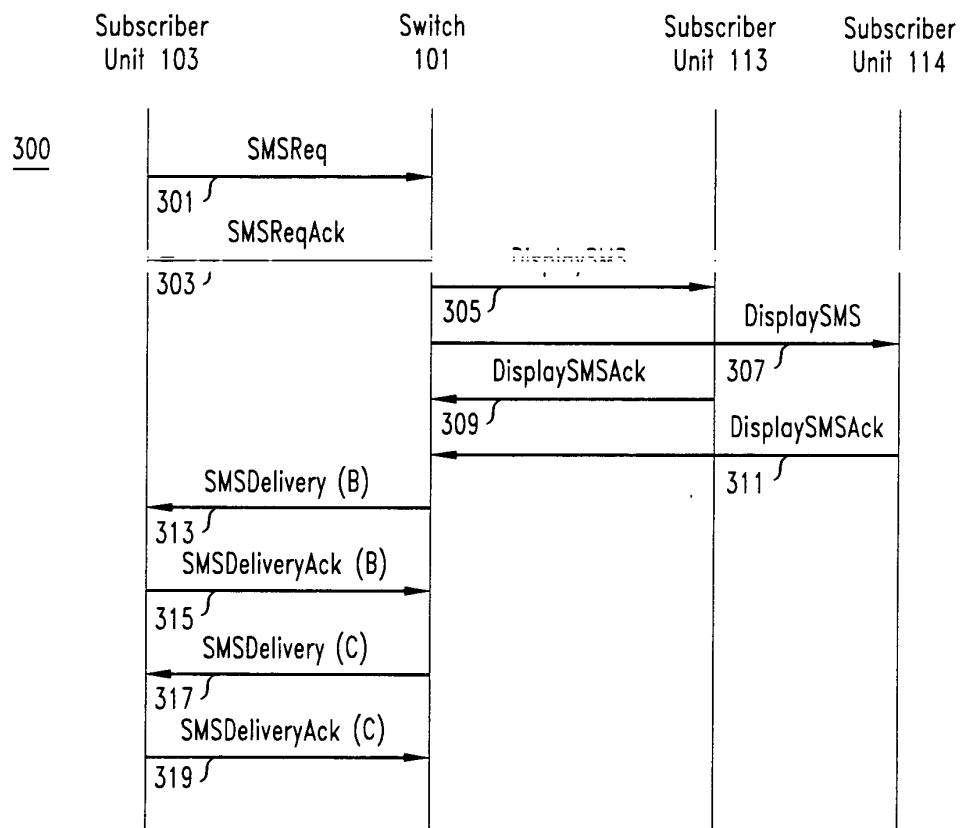 Subscriber Unit 103
Switch 101
Subscriber Unit 113
Subscriber Unit 114
300
SMSReq
301
SMSReqAck
303
305
DisplaySMS
307
DisplaySMSAck
309
DisplaySMSAck
311
SMSDelivery (B)
313
SMSDeliveryAck (B)
315
SMSDelivery (C)
317
SMSDeliveryAck (C)
319